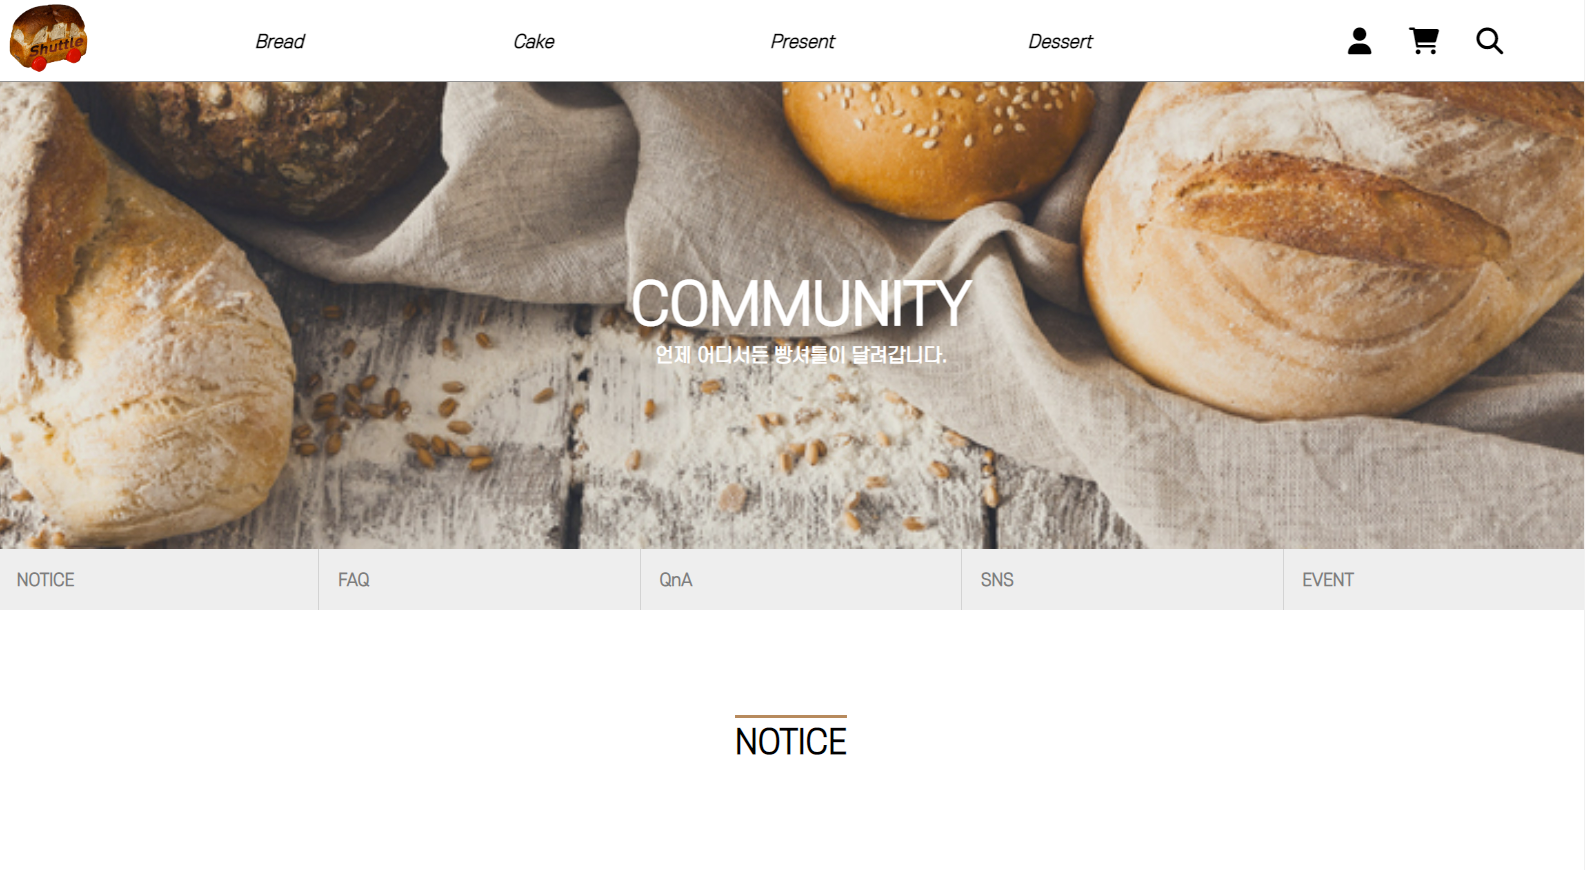 Shuttle
Bread
Cake
Present
Dessert
COMMUNITY
언제 어디서든 빵셔틀이 달려갑니다.
NOTICE
FAQ
QnA
SNS
EVENT
NOTICE